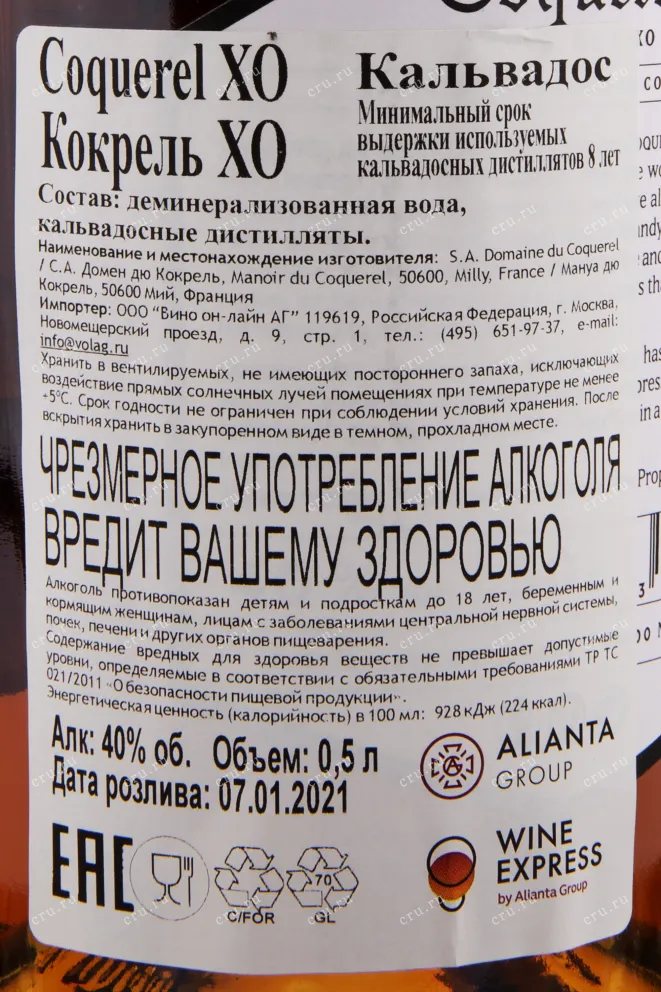 Coquerel XO
Кокрель XO
Кальвадос
Минимальный срок
выдержки используемых
кальвадосных дистиллятов 8 лет
Состав: деминерализованная вода,
кальвадосные дистилляты.
Наименование и местонахождение изготовителя: S.A. Domaine du Coquerel
/ С.А. Домен дю Кокрель, Manoir du Coquerel, 50600, Milly, France / Мануа дю
Кокрель, 50600 Мий, Франция
Импортер: ООО "Вино он-лайн АГ" 119619, Российская Федерация, г. Москва,
Новомещерский проезд, д. 9, стр. 1, тел.: (495) 651-97-37, e-mail:
info@volag.ru
Хранить в вентилируемых, не имеющих постороннего запаха, исключающих
воздействие прямых солнечных лучей помещениях при температуре не менее
+5°С. Срок годности не ограничен при соблюдении условий хранения. После
вскрытия хранить в закупоренном виде в темном, прохладном месте.
ЧРЕЗМЕРНОЕ УПОТРЕБЛЕНИЕ АЛКОГОЛЯ
ВРЕДИТ ВАШЕМУ ЗДОРОВЬЮ
Алкоголь противопоказан детям и подросткам до 18 лет, беременным и
кормящим женщинам, лицам с заболеваниями центральной нервной системы,
почек, печени и других органов пищеварения.
Содержание вредных для здоровья веществ не превышает допустимые
уровни, определяемые в соответствии с обязательными требованиями ТР ТС
021/2011 «О безопасности пищевой продукции».
Энергетическая ценность (калорийность) в 100 мл: 928 кДж (224 ккал).
Алк: 40% об. Объем: 0,5 л
Дата розлива: 07.01.2021
ALIANTA
GROUP
EAC
C/FOR
70
GL
WINE
EXPRESS
by Alianta Group
cru.ru